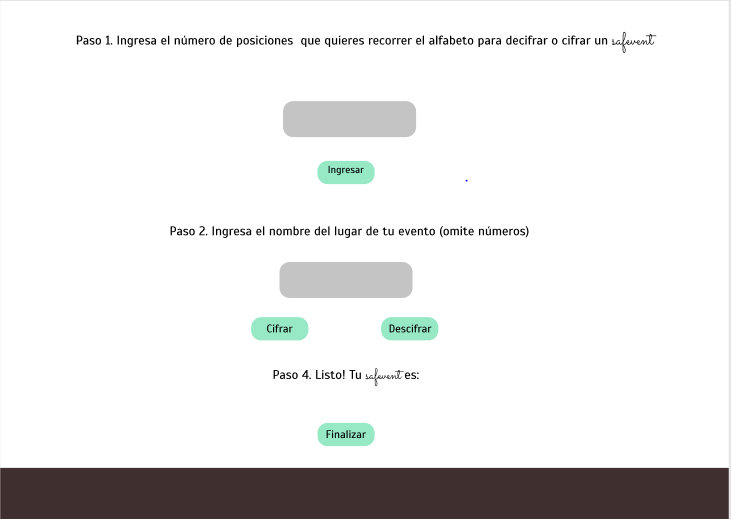 Paso 1. Ingresa el número de posiciones que quieres recorrer el alfabeto para decifrar o cifrar un safevent
Ingresar
Paso 2. Ingresa el nombre del lugar de tu evento (omite números)
Cifrar
Descifrar
Paso 4. Listo! Tu safevent es:
Finalizar